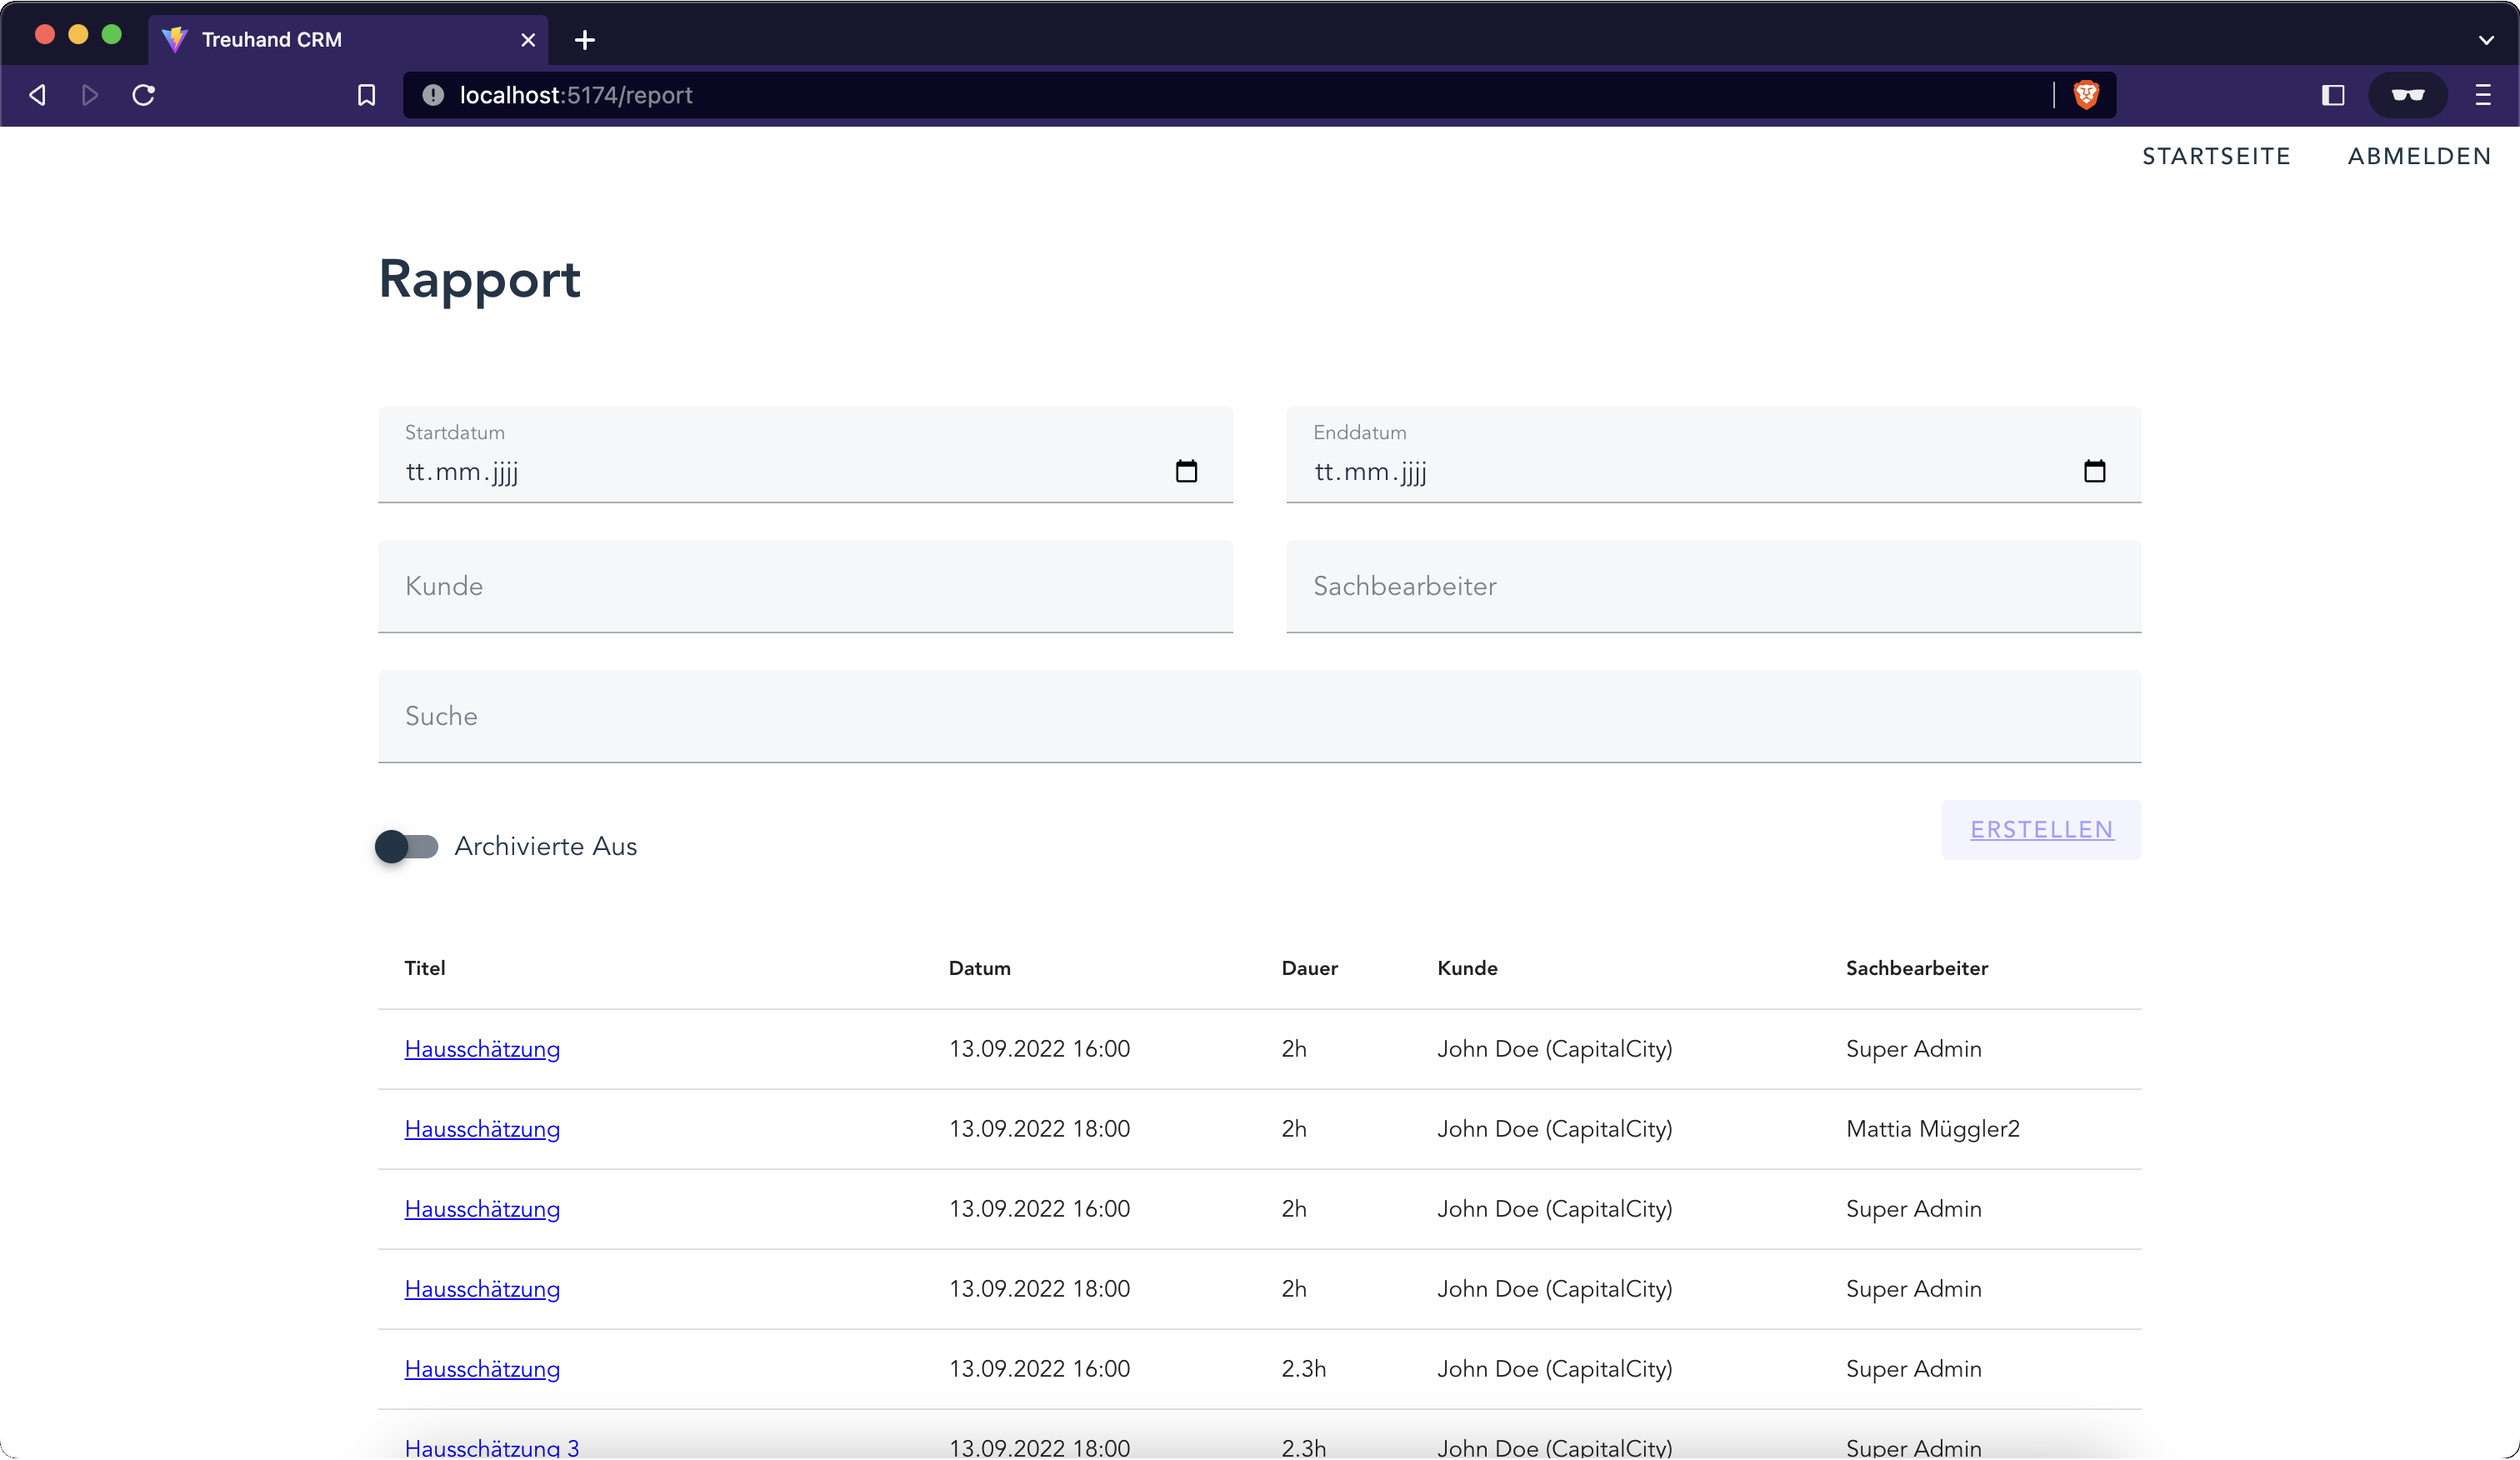 Treuhand CRM
localhost:5174/report
STARTSEITE ABMELDEN
Rapport
Startdatum Enddatum
tt.mm.jjjj tt.mm.jjjj
Kunde Sachbearbeiter
Suche
Archivierte Aus ERSTELLEN
Titel Datum Dauer Kunde Sachbearbeiter
Hausschätzung 13.09.2022 16:00 2h John Doe (CapitalCity) Super Admin
Hausschätzung 13.09.2022 18:00 2h John Doe (CapitalCity) Mattia Müggler2
Hausschätzung 13.09.2022 16:00 2h John Doe (CapitalCity) Super Admin
Hausschätzung 13.09.2022 18:00 2h John Doe (CapitalCity) Super Admin
Hausschätzung 13.09.2022 16:00 2.3h John Doe (CapitalCity) Super Admin
Hausschätzung 3 13.09.2022 18:00 2.3h John Doe (CapitalCity) Super Admin